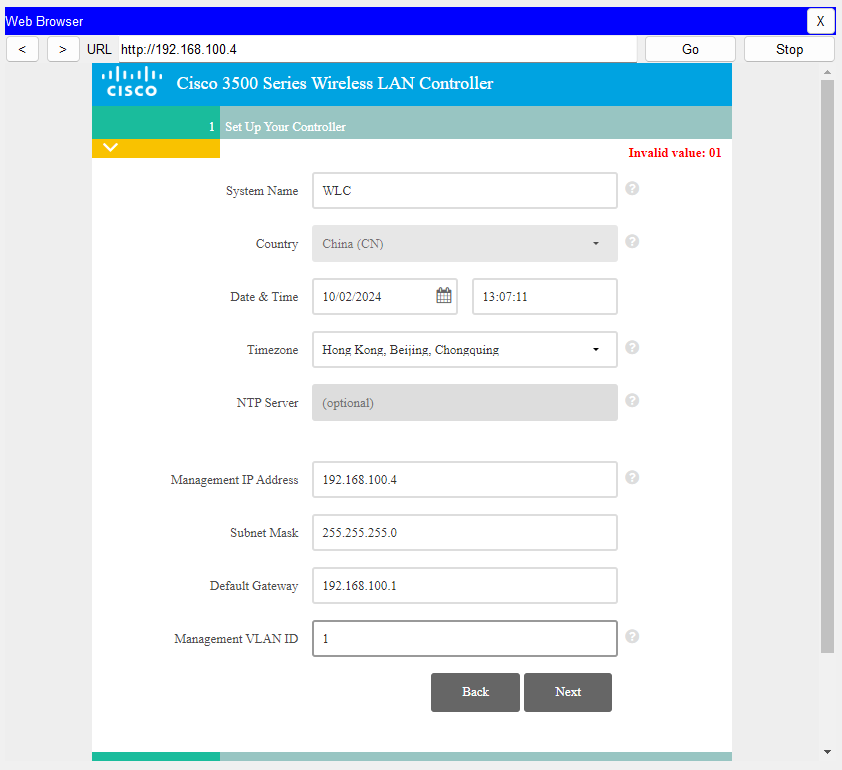 Web Browser X
< > URL http://192.168.100.4 Go Stop
CISCO Cisco 3500 Series Wireless LAN Controller
1 Set Up Your Controller
Invalid value: 01
System Name WLC ?
Country China (CN) ?
Date & Time 10/02/2024 13:07:11
Timezone Hong Kong, Beijing, Chongquing ?
NTP Server (optional) ?
Management IP Address 192.168.100.4 ?
Subnet Mask 255.255.255.0
Default Gateway 192.168.100.1
Management VLAN ID 1 ?
Back Next